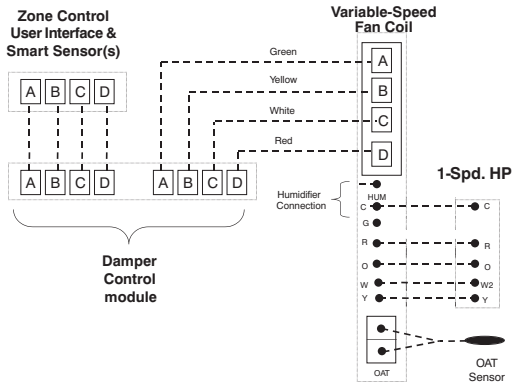 Zone Control
User Interface &
Smart Sensor(s)
A B C D
A B C D
A B C D
Damper
Control
module
Green
Yellow
White
Red
Variable-Speed
Fan Coil
A
B
C
D
Humidifier
Connection
HUM
C
G
R
O
W
Y
OAT
1-Spd. HP
C
R
O
W2
Y
OAT
Sensor